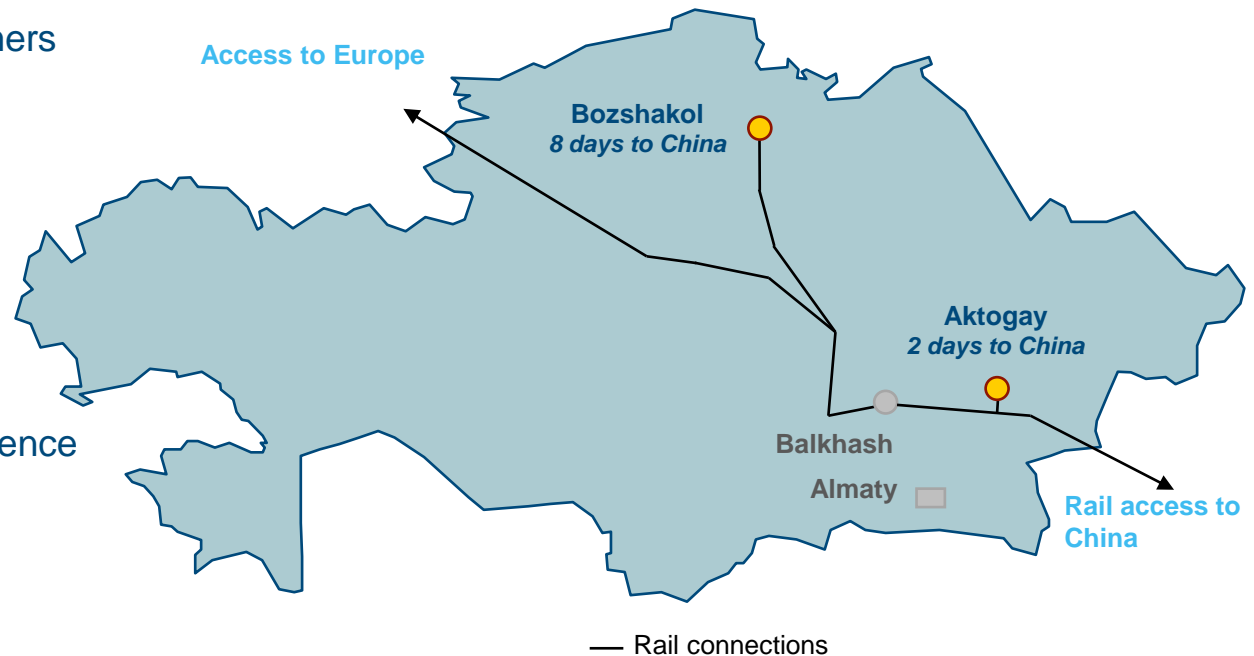 ners
Access to Europe
Bozshakol
8 days to China
Aktogay
2 days to China
ence
Balkhash
Almaty
Rail access to
China
Rail connections